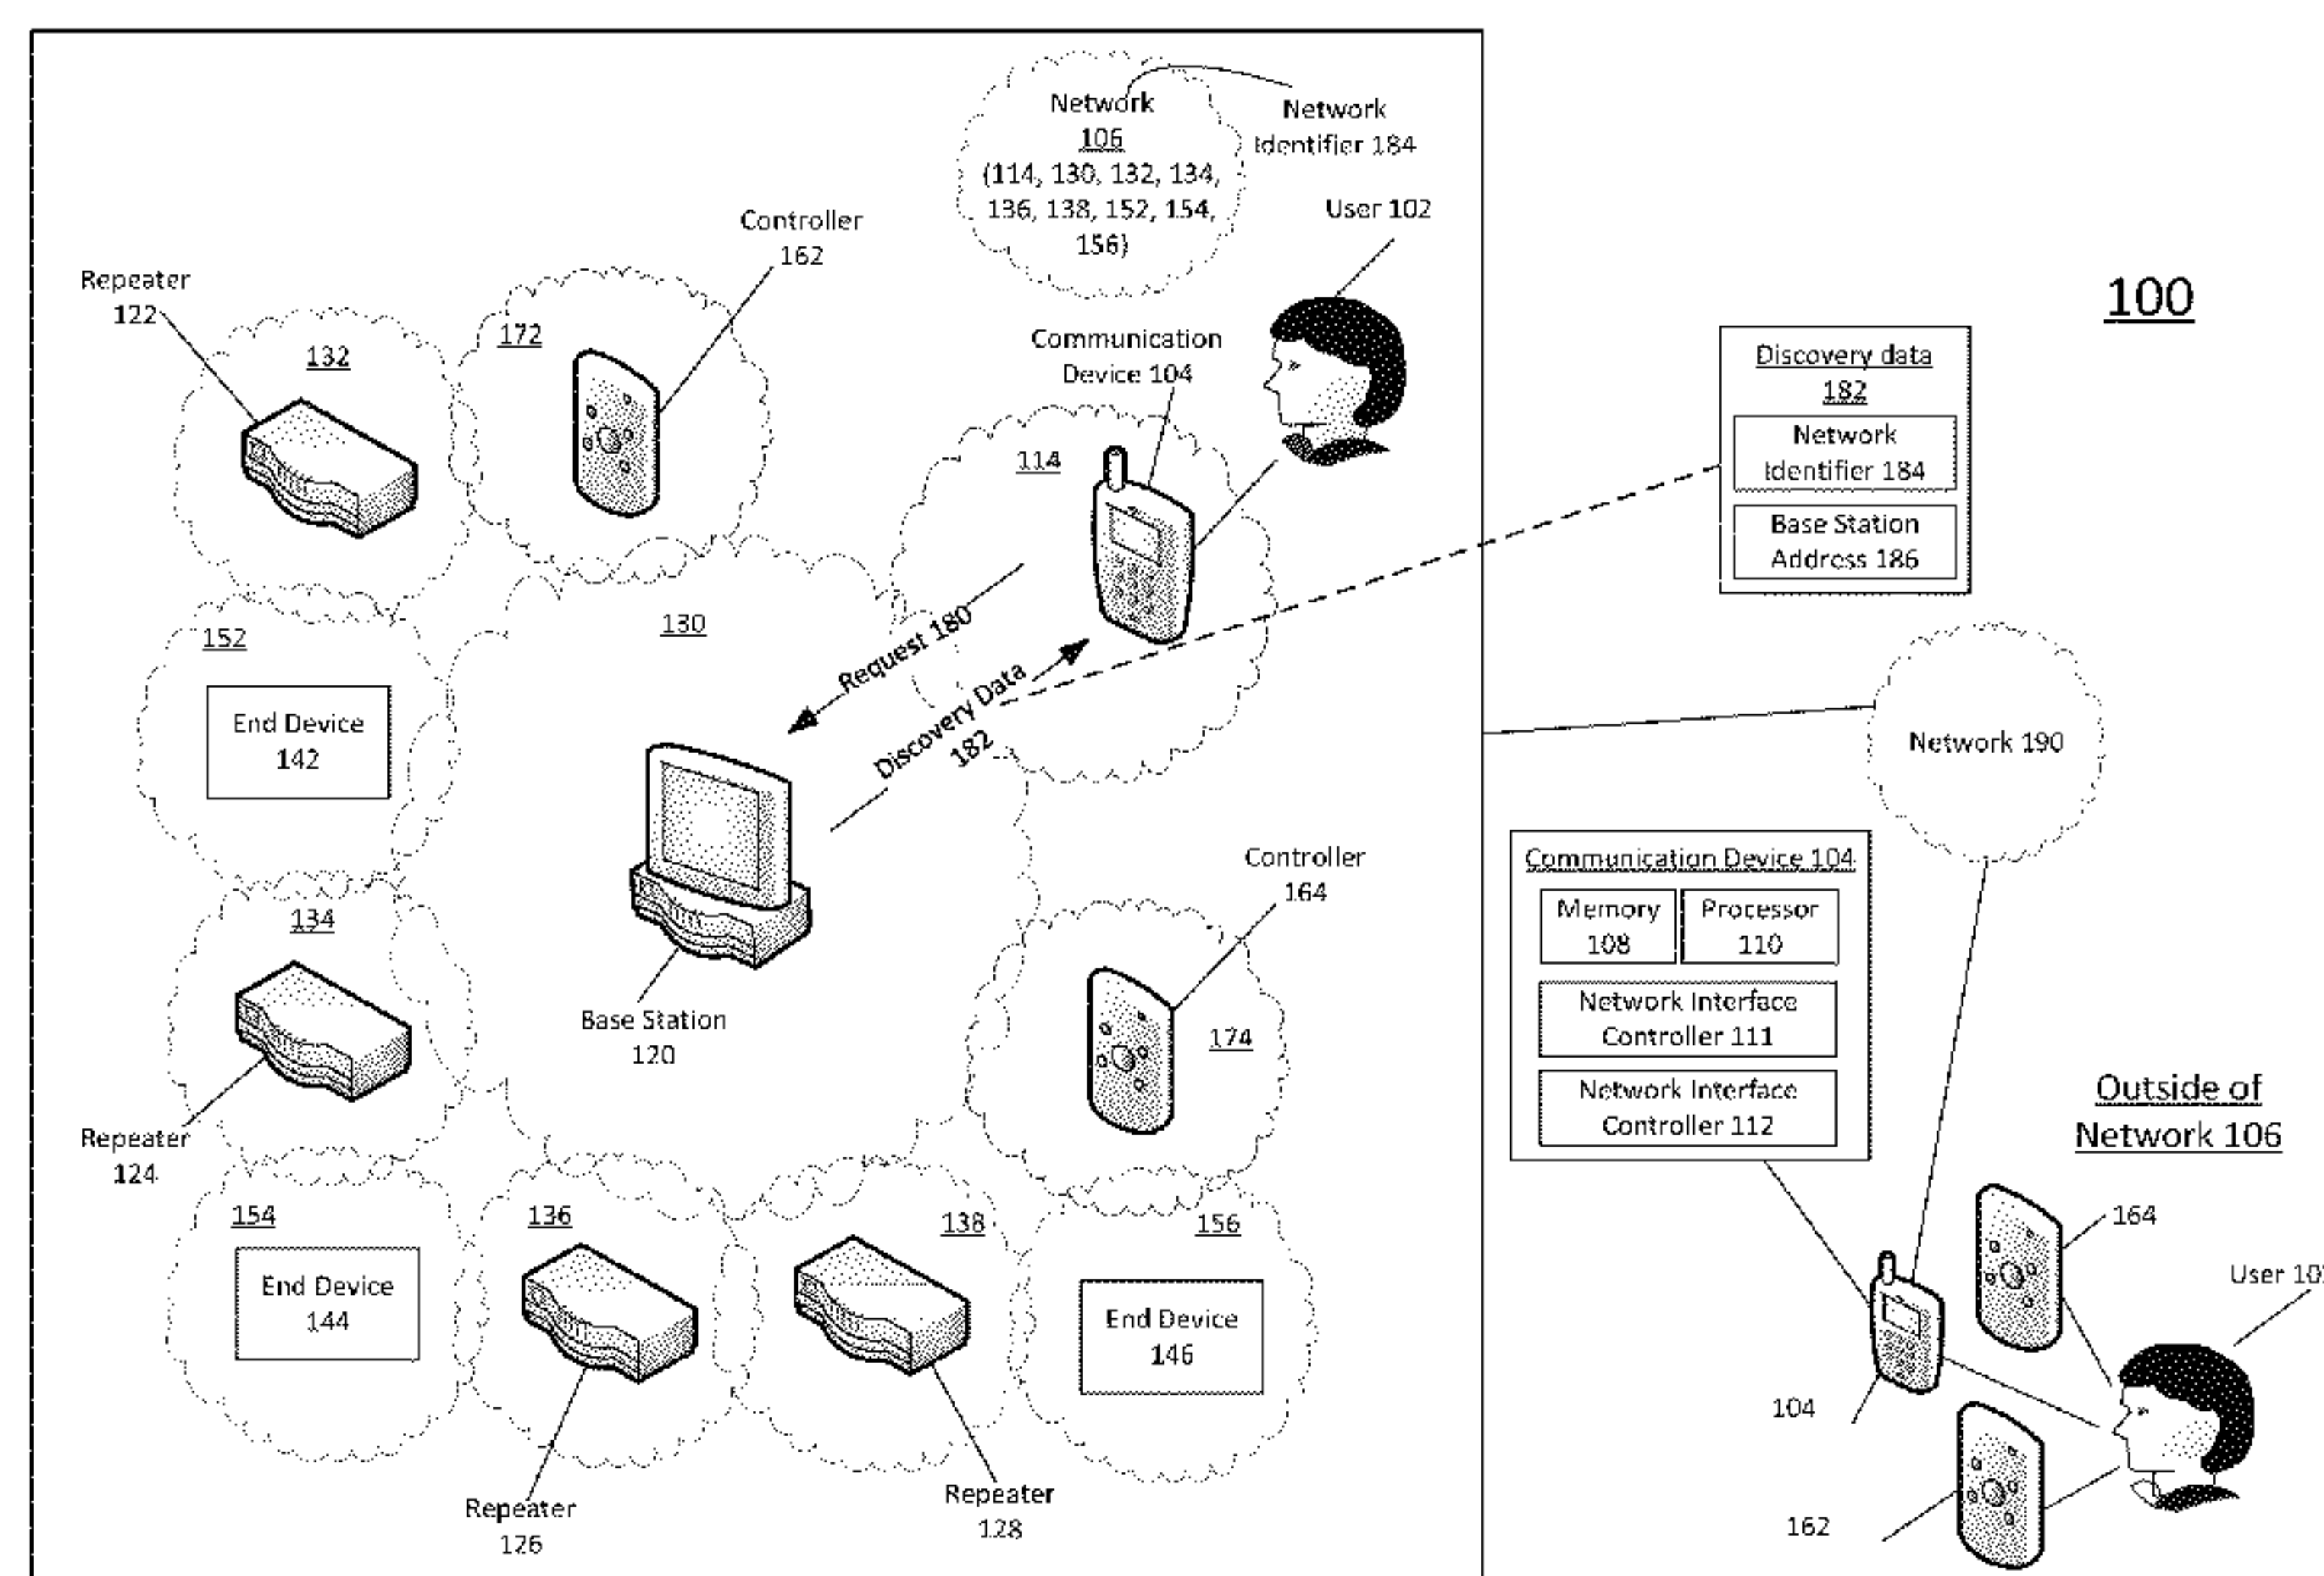 Network
106
{114, 130, 132, 134,
136, 138, 152, 154,
156}
Network
Identifier 184
User 102
Controller
162
Repeater
122
172
132
Communication
Device 104
114
100
Discovery data
182
Network
Identifier 184
Base Station
Address 186
130
152
Request 180
Discovery Data
182
End Device
142
Network 190
Controller
164
Communication Device 104
Memory
108
Processor
110
Network Interface
Controller 111
Network Interface
Controller 112
134
Base Station
120
174
Outside of
Network 106
Repeater
124
154
136
138
156
164
End Device
144
End Device
146
User 10
104
Repeater
126
Repeater
128
162